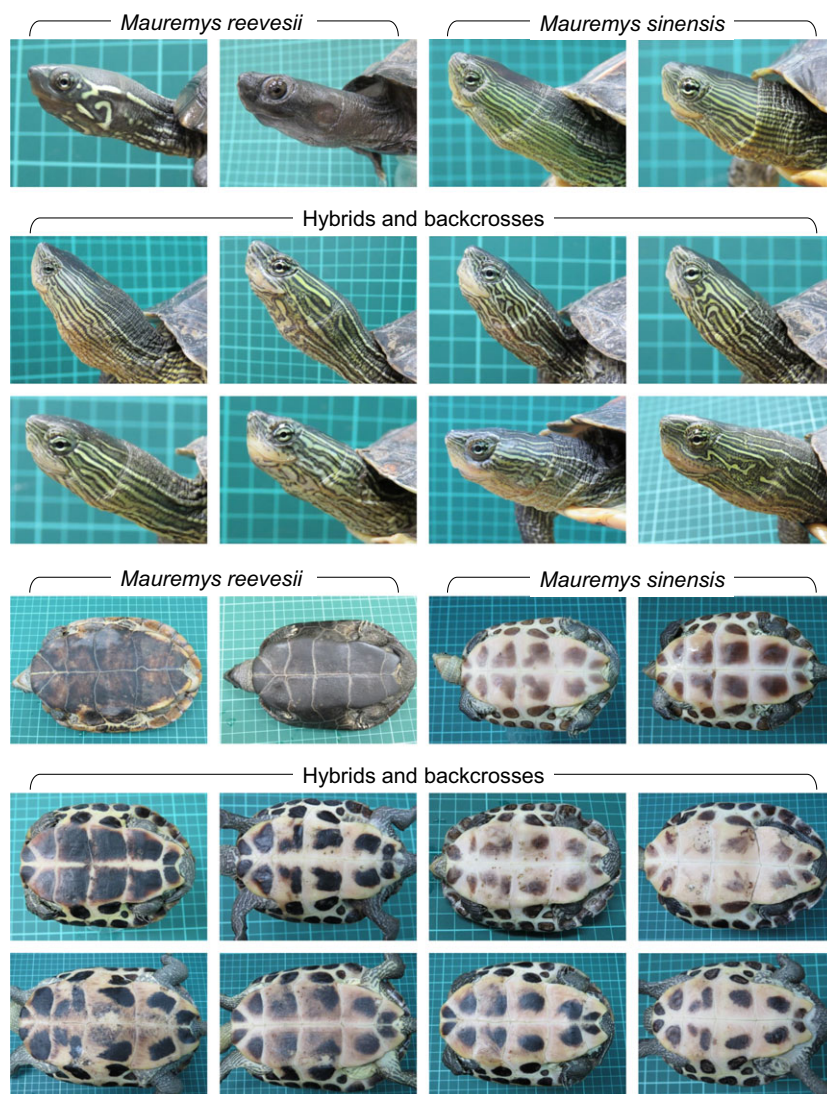 Mauremys reevesii
Mauremys sinensis
Hybrids and backcrosses
Mauremys reevesii
Mauremys sinensis
Hybrids and backcrosses